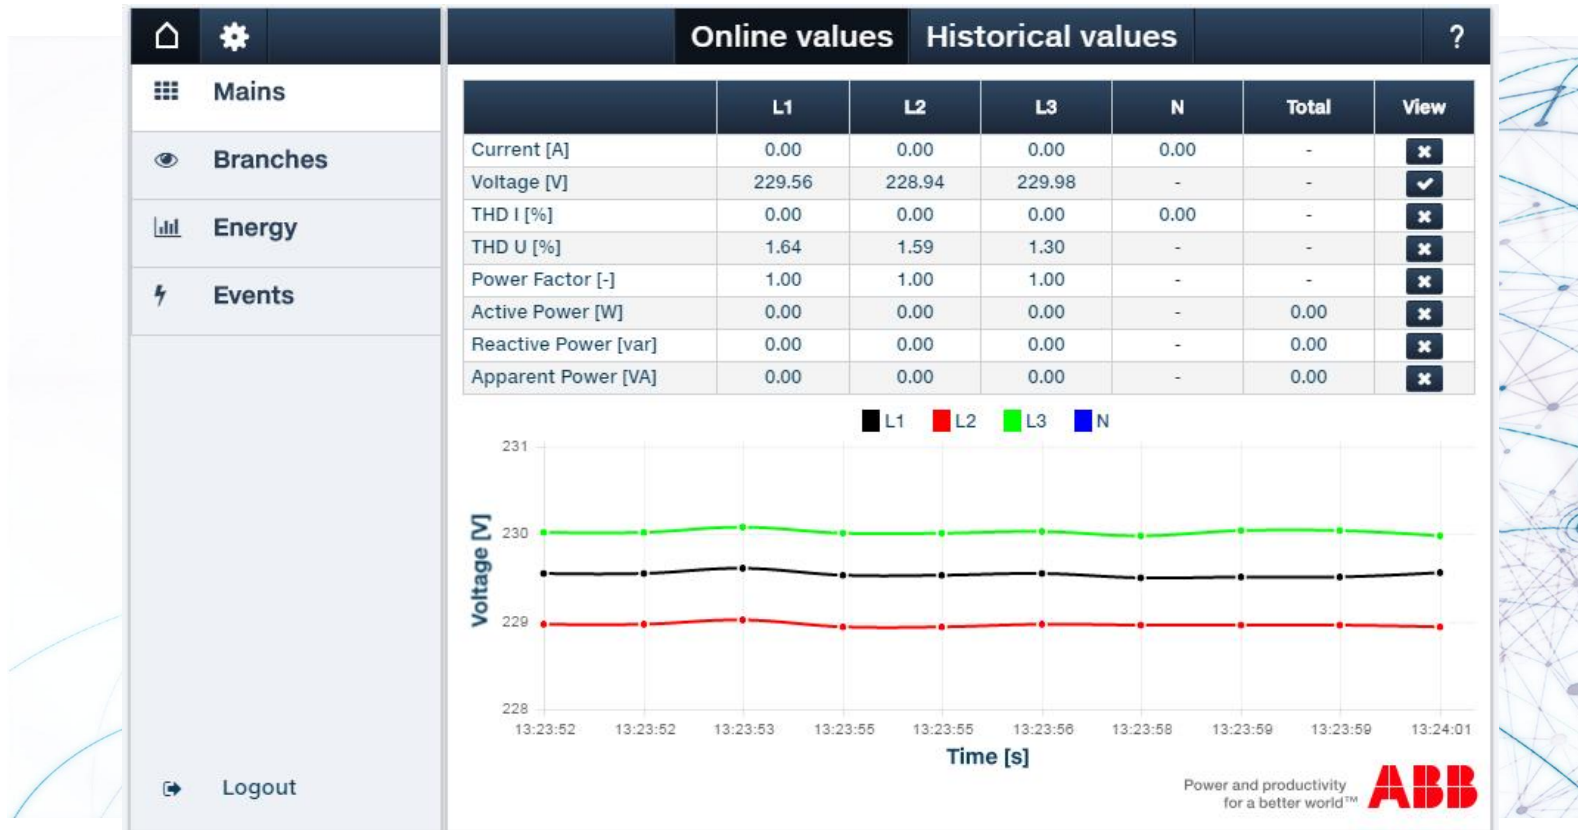 Online values Historical values ?
Mains
Branches
Energy
Events
Logout
L1 L2 L3 N Total View
Current [A] 0.00 0.00 0.00 0.00 -
Voltage [V] 229.56 228.94 229.98 - -
THD I [%] 0.00 0.00 0.00 0.00 -
THD U [%] 1.64 1.59 1.30 - -
Power Factor [-] 1.00 1.00 1.00 - -
Active Power [W] 0.00 0.00 0.00 - 0.00
Reactive Power [var] 0.00 0.00 0.00 - 0.00
Apparent Power [VA] 0.00 0.00 0.00 - 0.00
L1 L2 L3 N
Voltage [V]
231
230
229
228
13:23:52 13:23:52 13:23:53 13:23:55 13:23:55 13:23:56 13:23:58 13:23:59 13:23:59 13:24:01
Time [s]
Power and productivity
for a better world™
ABB